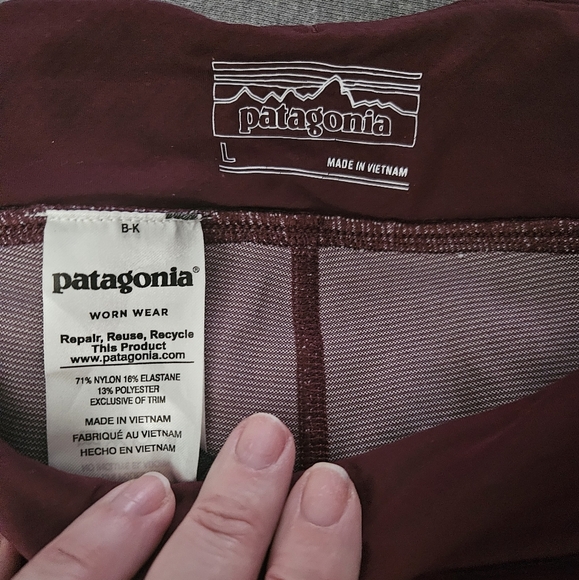 patagonia
L
MADE IN VIETNAM
B-K
patagonia®
WORN WEAR
Repair, Reuse, Recycle
This Product
www.patagonia.com
71% NYLON 16% ELASTANE
13% POLYESTER
EXCLUSIVE OF TRIM
MADE IN VIETNAM
FABRIQUÉ AU VIETNAM
HECHO EN VIETNAM